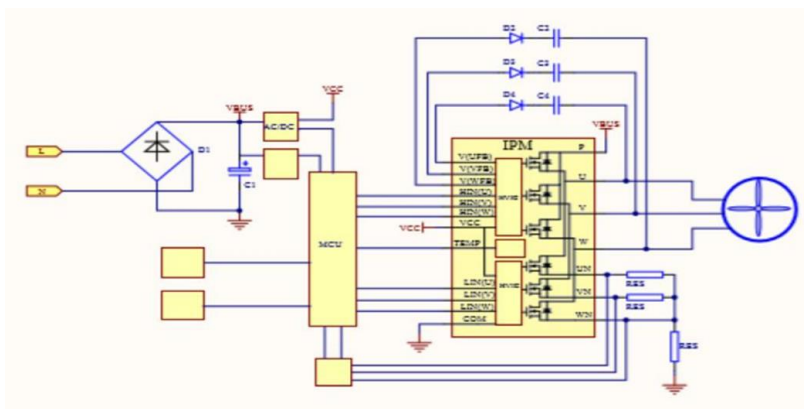 D2 C2
D3 C3
D4 C4
VCC
VBUS
AC/DC
L
D1
N
C1
VBUS
IPM
P
V(UFB)
V(VFB)
V(WFB)
HIN(U)
HIN(V)
HIN(W)
VCC
VCC
MCU
TEMP
LIN(U)
LIN(V)
LIN(W)
COM
HVIC
U
V
W
UN
VN
WN
RES
RES
RES